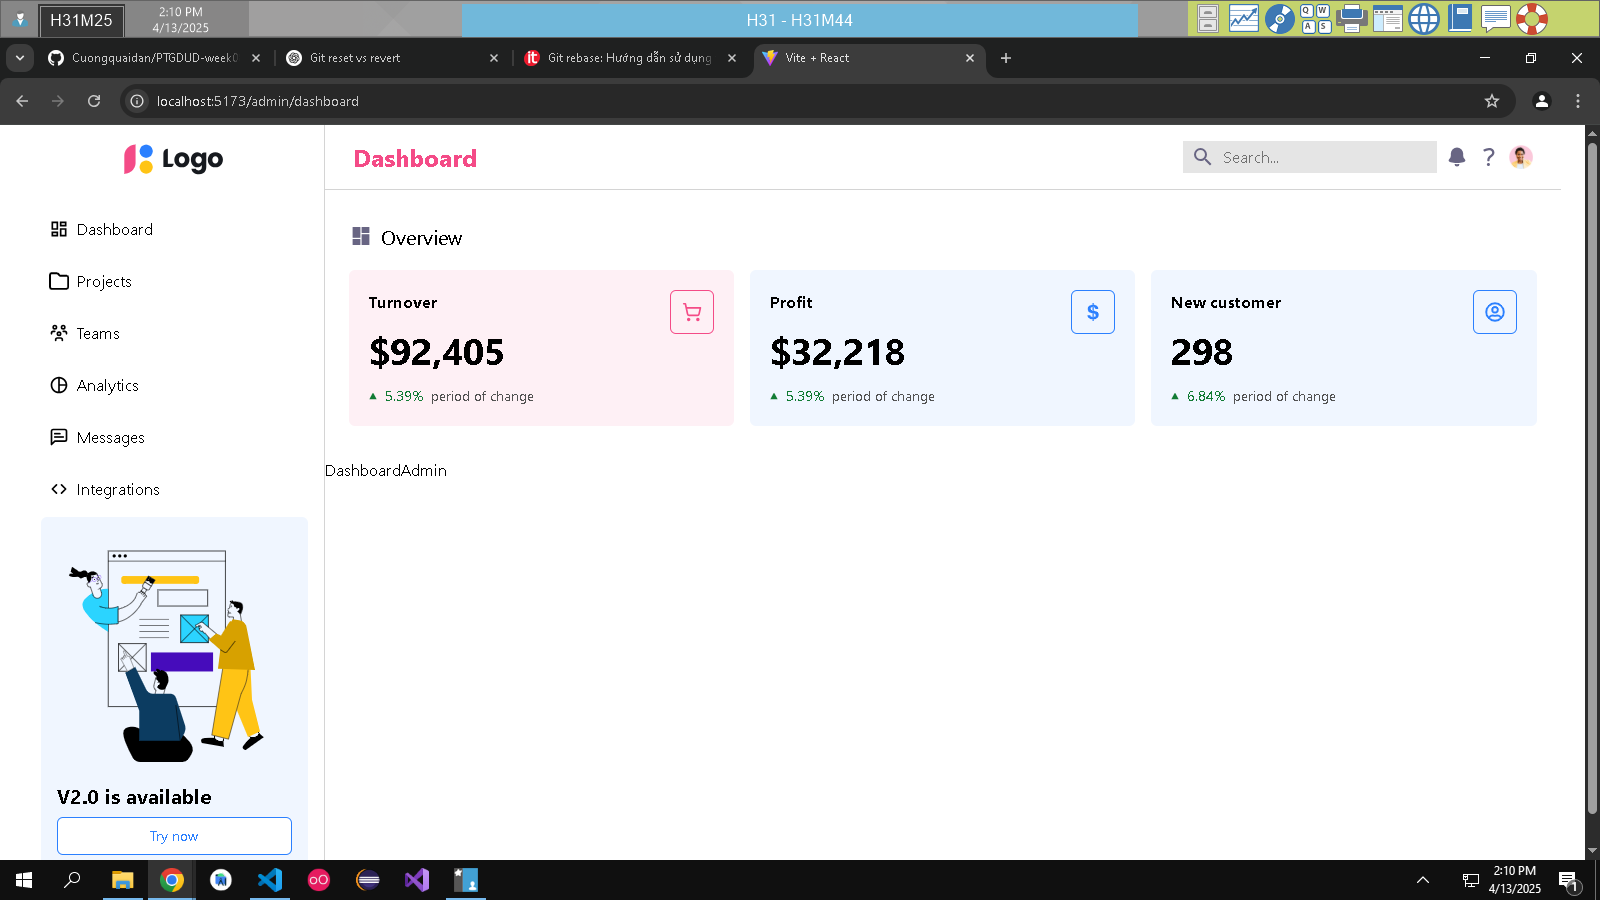 H31M25
2:10 PM
4/13/2025
H31 - H31M44
Q W
A S
Cuongquaidan/PTGDUD-week0
Git reset vs revert
it
Git rebase: Hướng dẫn sử dụng
Vite + React
localhost:5173/admin/dashboard
Logo
Dashboard
Search...
Dashboard
Projects
Teams
Analytics
Messages
Integrations
V2.0 is available
Try now
Overview
Turnover
$92,405
5.39% period of change
Profit
$
$32,218
5.39% period of change
New customer
298
6.84% period of change
DashboardAdmin
2:10 PM
4/13/2025
1